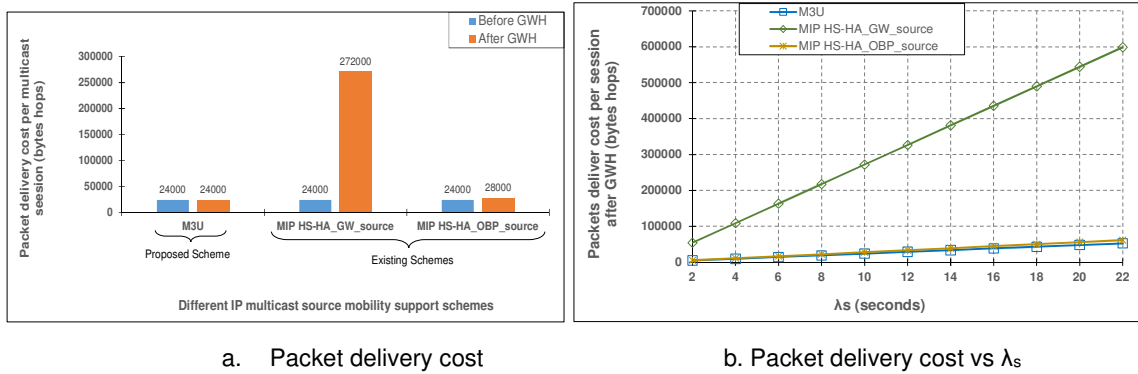 Before GWH
After GWH
Packet delivery cost per multicast
seesion (bytes hops)
300000
250000
200000
150000
100000
50000
0
24000
24000
24000
272000
24000
28000
M3U
MIP HS-HA_GW_source
MIP HS-HA_OBP_source
Proposed Scheme
Existing Schemes
Different IP multicast source mobility support schemes
a. Packet delivery cost
M3U
MIP HS-HA_GW_source
MIP HS-HA_OBP_source
Packets deliver cost per session
after GWH (bytes hops)
700000
600000
500000
400000
300000
200000
100000
0
2 4 6 8 10 12 14 16 18 20 22
λs (seconds)
b. Packet delivery cost vs λs